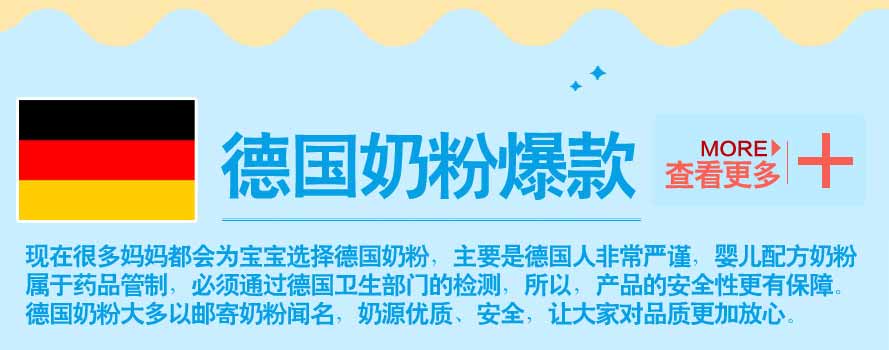 德国奶粉爆款
MORE
查看更多
现在很多妈妈都会为宝宝选择德国奶粉，主要是德国人非常严谨，婴儿配方奶粉
属于药品管制，必须通过德国卫生部门的检测，所以，产品的安全性更有保障。
德国奶粉大多以邮寄奶粉闻名，奶源优质、安全，让大家对品质更加放心。